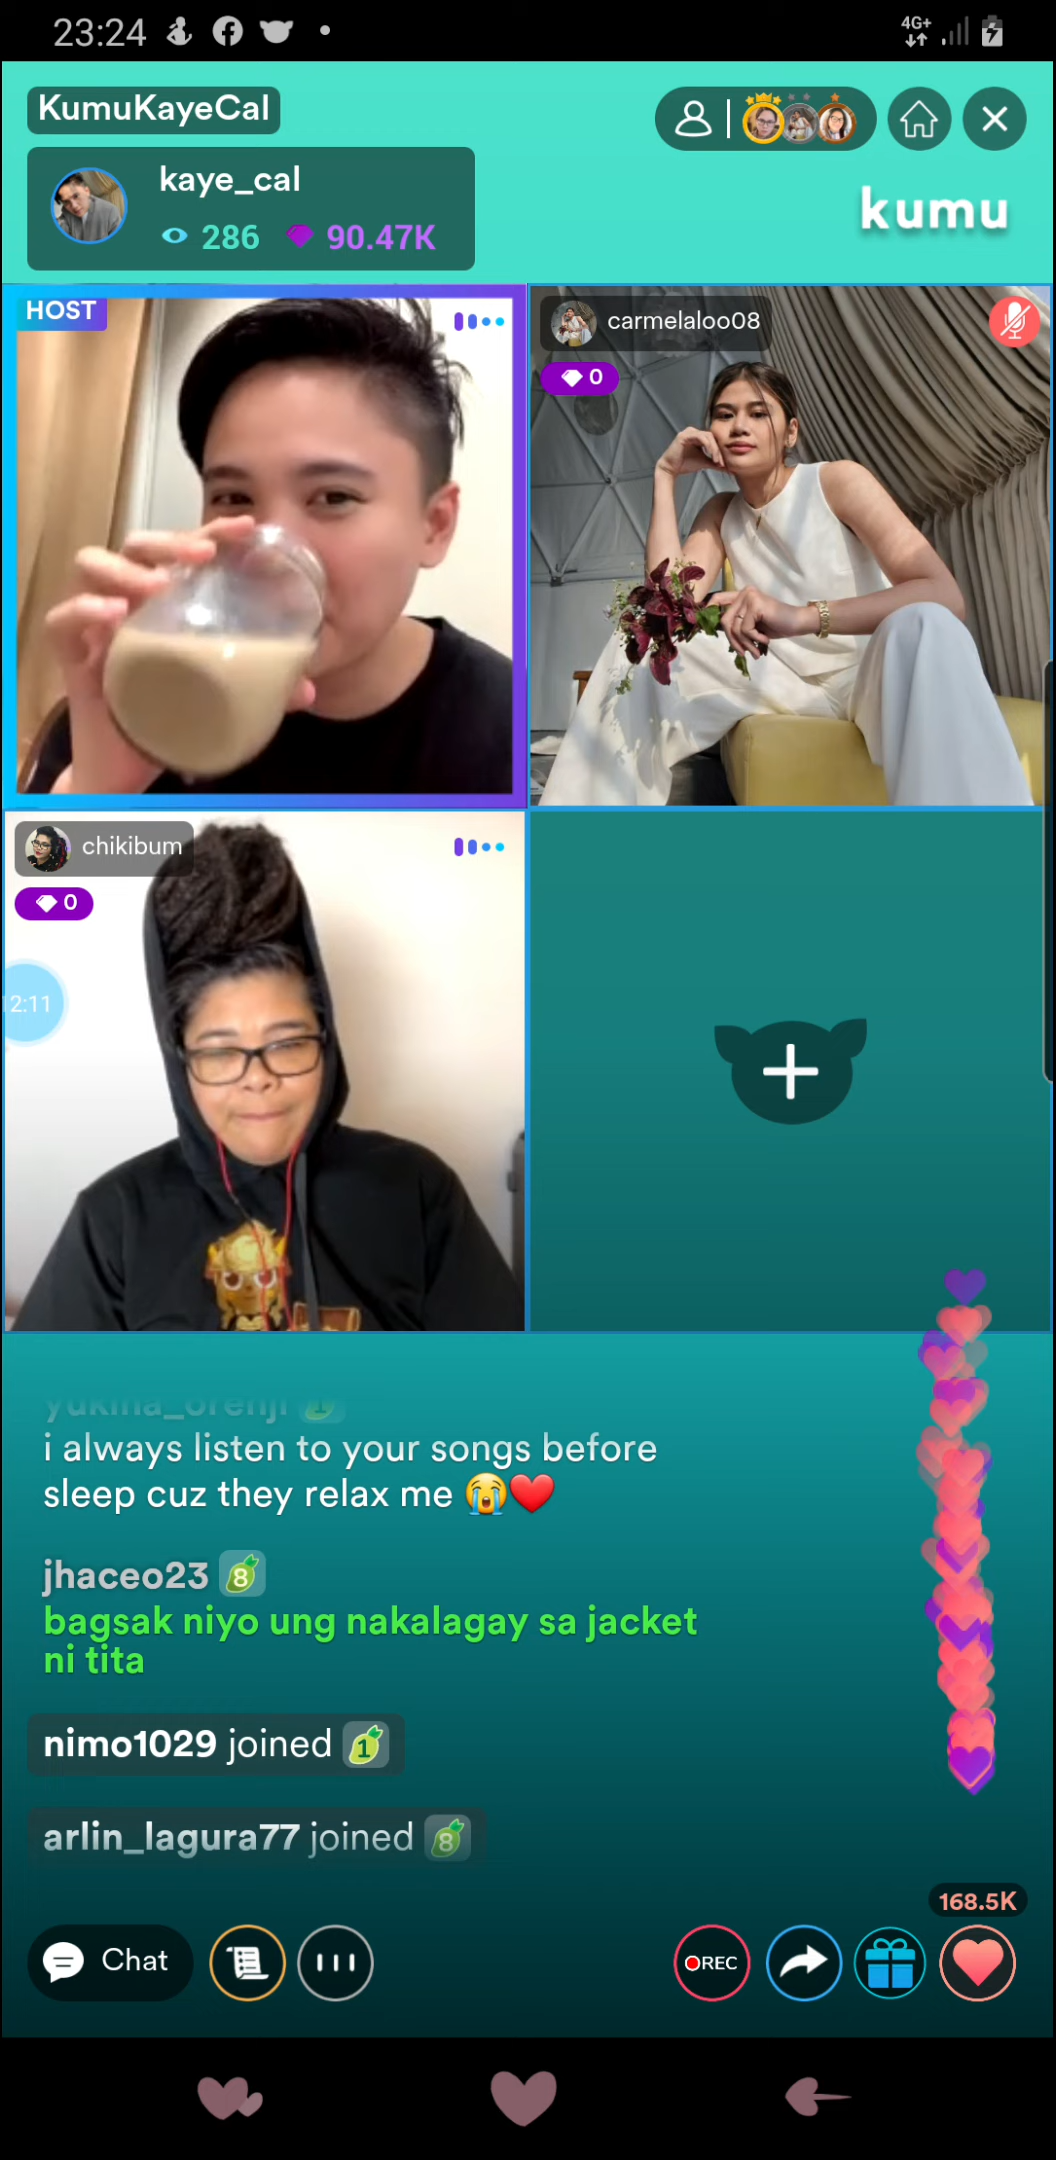 23:24
4G+
KumuKayeCal
kaye_cal
286 90.47K
kumu
HOST
carmelaloo08
0
chikibum
0
2:11
yukina_orenji 1
i always listen to your songs before
sleep cuz they relax me 😭❤️
jhaceo23 8
bagsak niyo ung nakalagay sa jacket
ni tita
nimo1029 joined 1
arlin_lagura77 joined 8
168.5K
Chat
REC